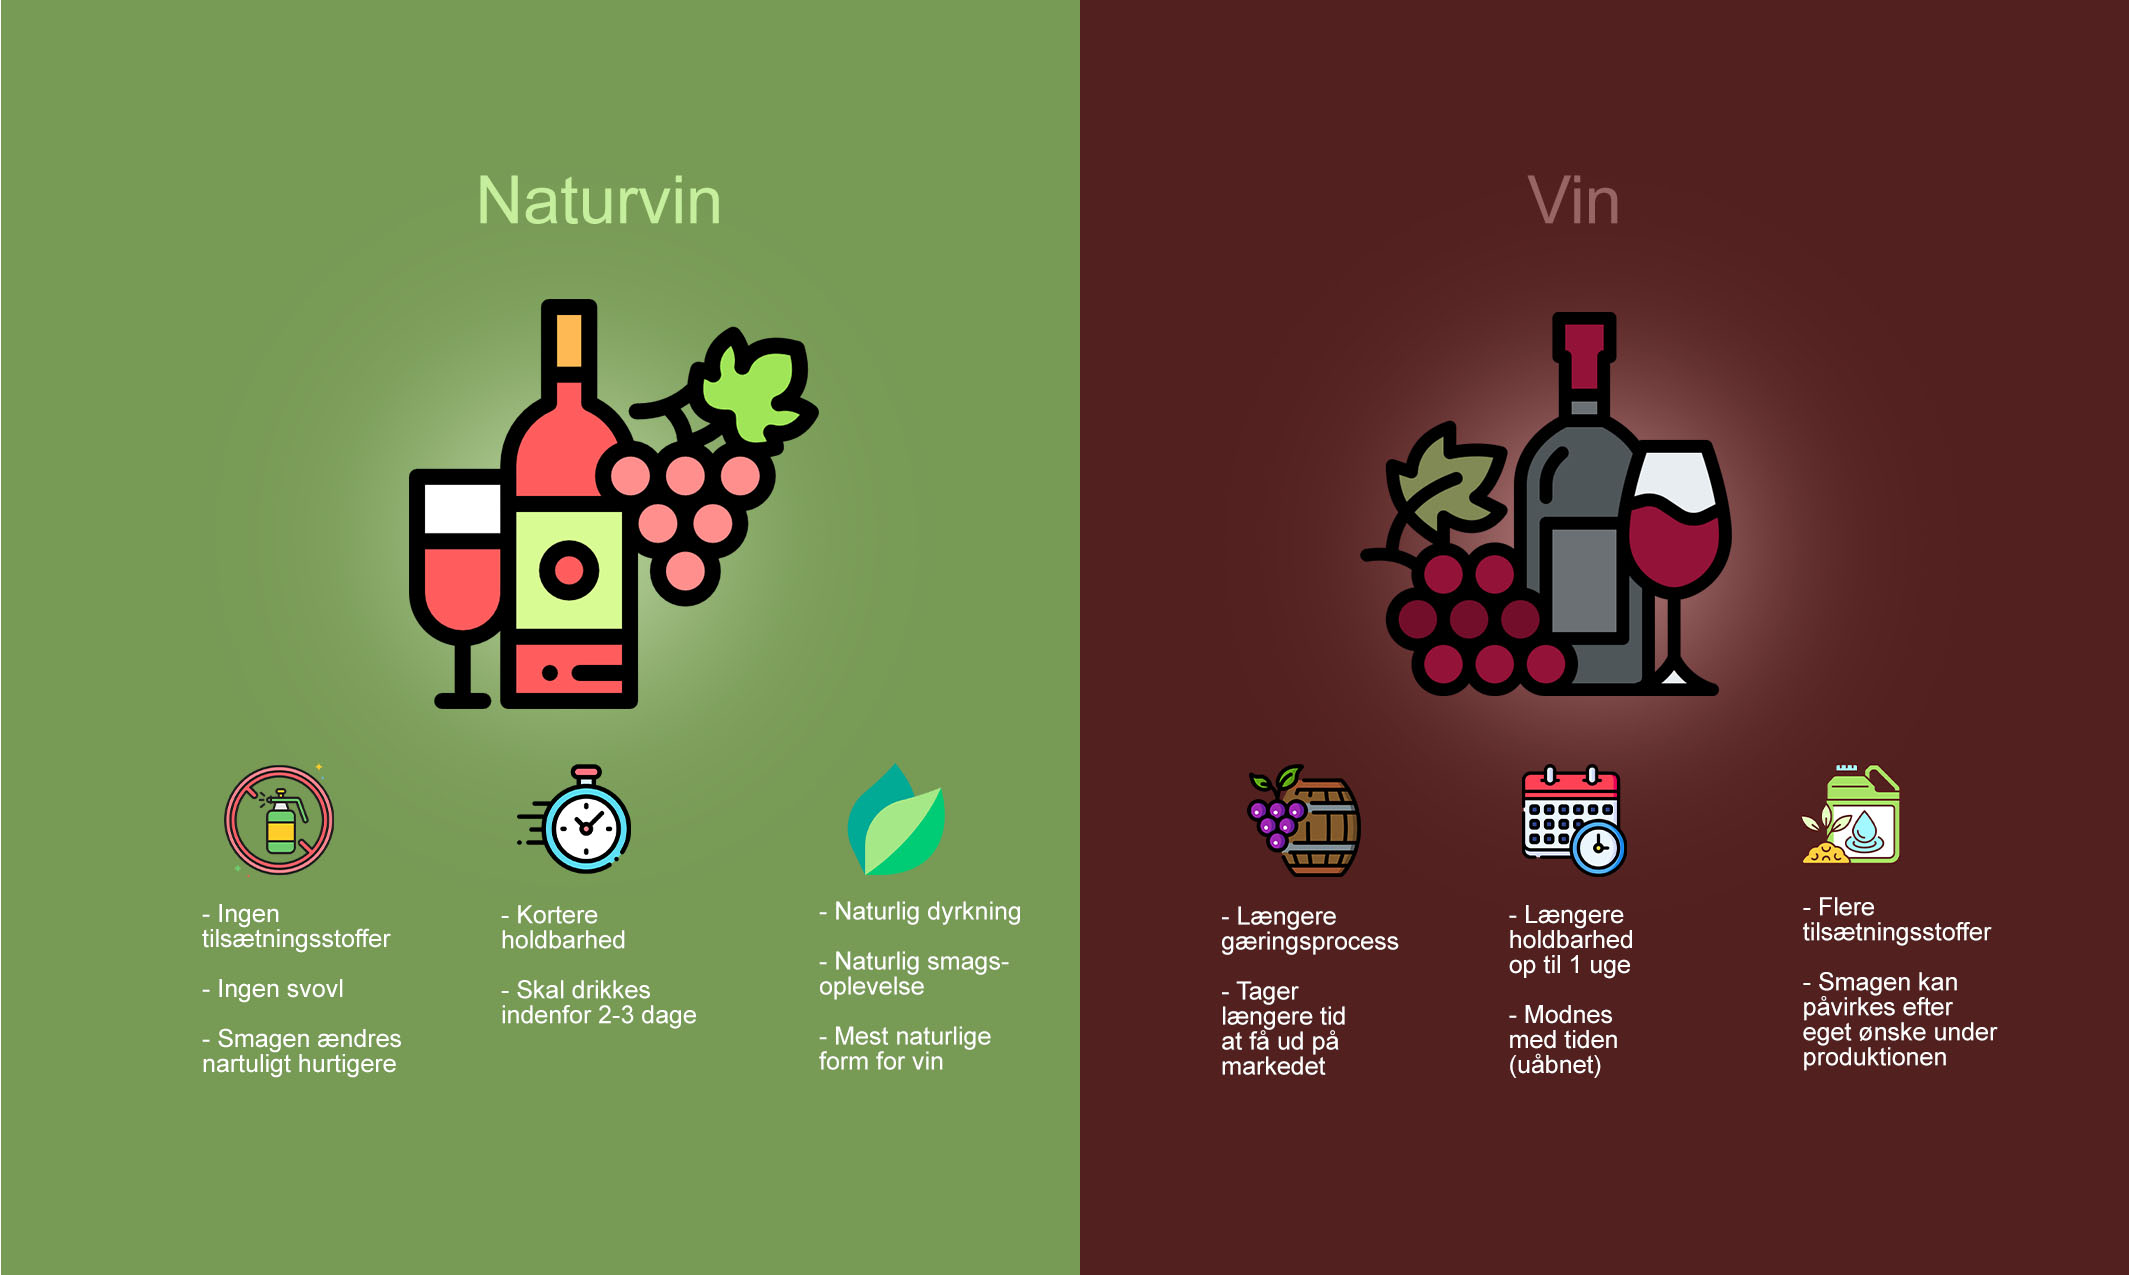 Naturvin
- Ingen
tilsætningsstoffer
- Ingen svovl
- Smagen ændres
nartuligt hurtigere
- Kortere
holdbarhed
- Skal drikkes
indenfor 2-3 dage
- Naturlig dyrkning
- Naturlig smags-
oplevelse
- Mest naturlige
form for vin
Vin
- Længere
gæringsprocess
- Tager
længere tid
at få ud på
markedet
- Længere
holdbarhed
op til 1 uge
- Modnes
med tiden
(uåbnet)
- Flere
tilsætningsstoffer
- Smagen kan
påvirkes efter
eget ønske under
produktionen